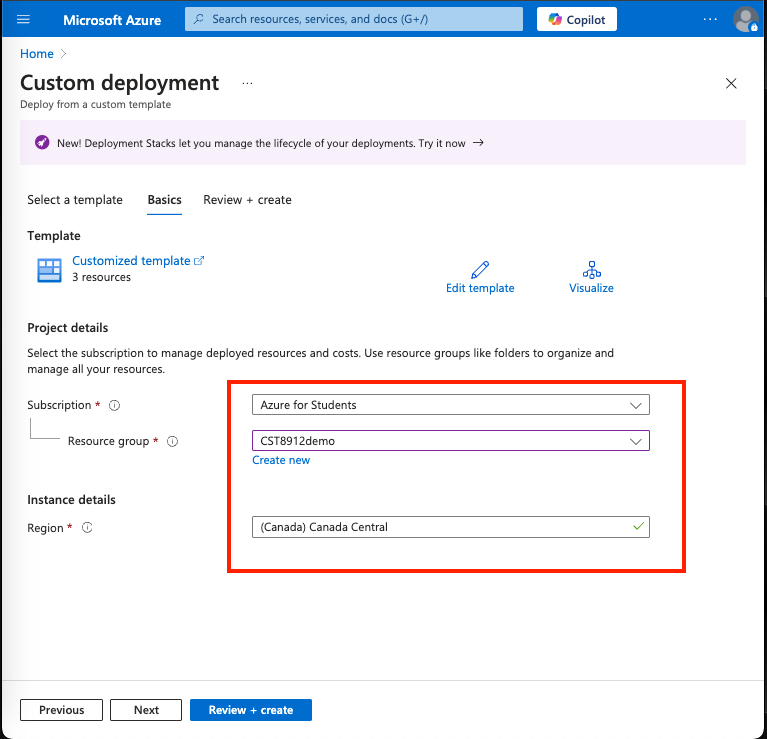 Microsoft Azure
Search resources, services, and docs (G+/)
Copilot
...
Home
Custom deployment
...
Deploy from a custom template
New! Deployment Stacks let you manage the lifecycle of your deployments. Try it now →
Select a template
Basics
Review + create
Template
Customized template
3 resources
Edit template
Visualize
Project details
Select the subscription to manage deployed resources and costs. Use resource groups like folders to organize and
manage all your resources.
Subscription *
Azure for Students
Resource group *
CST8912demo
Create new
Instance details
Region *
(Canada) Canada Central
Previous
Next
Review + create